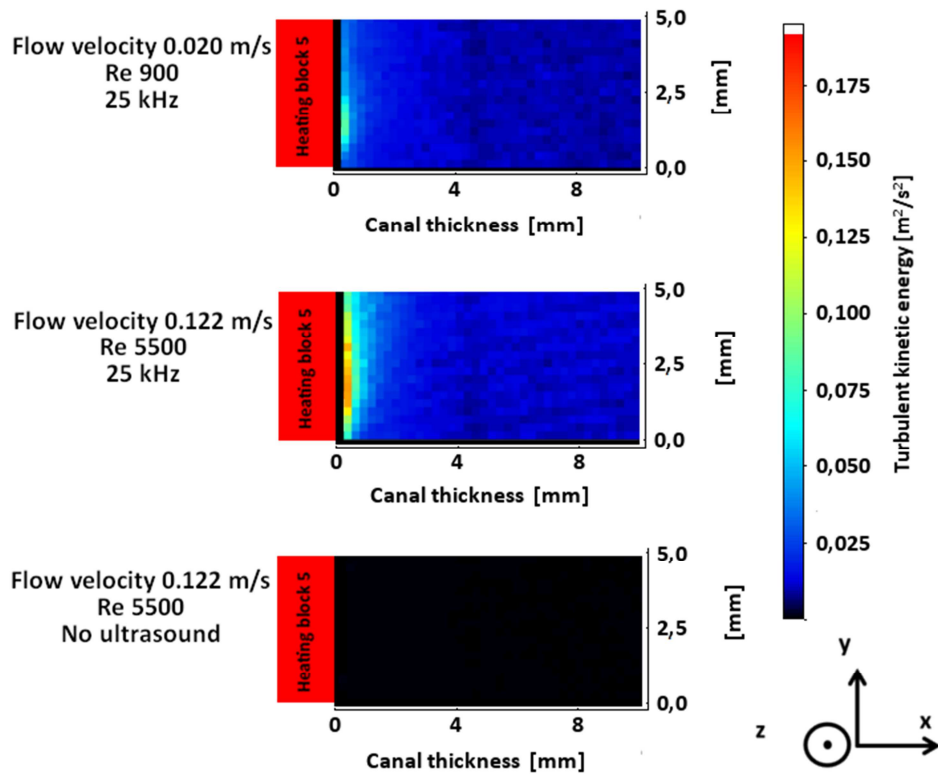 Flow velocity 0.020 m/s
Re 900
25 kHz
Heating block 5
5,0
2,5
0,0
[mm]
0 4 8
Canal thickness [mm]
Flow velocity 0.122 m/s
Re 5500
25 kHz
Heating block 5
5,0
2,5
0,0
[mm]
0 4 8
Canal thickness [mm]
Flow velocity 0.122 m/s
Re 5500
No ultrasound
Heating block 5
5,0
2,5
0,0
[mm]
0 4 8
Canal thickness [mm]
0,175
0,150
0,125
0,100
0,075
0,050
0,025
Turbulent kinetic energy [m²/s²]
y
z
x